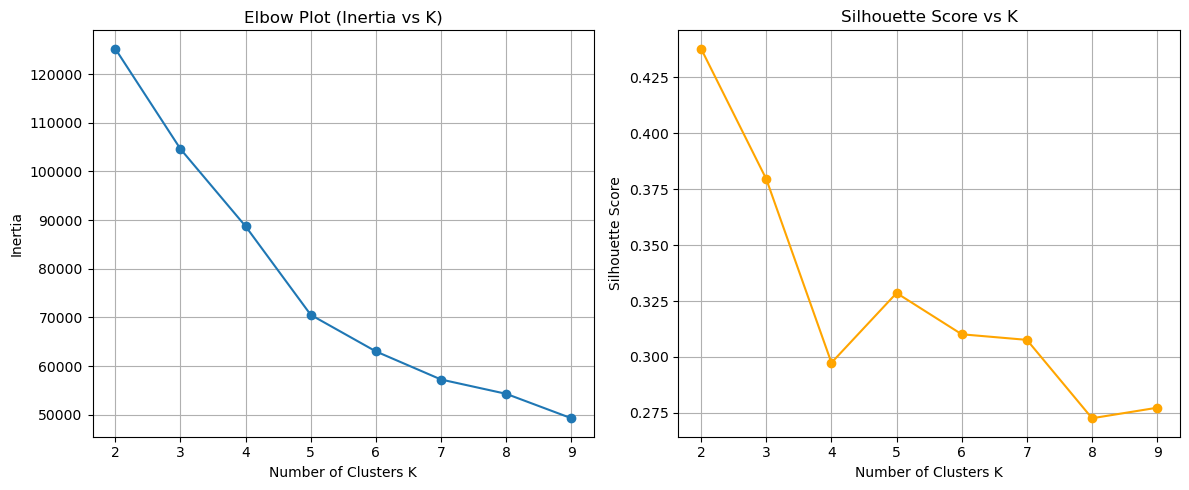 Elbow Plot (Inertia vs K)
Inertia
120000
110000
100000
90000
80000
70000
60000
50000
2 3 4 5 6 7 8 9
Number of Clusters K
Silhouette Score vs K
Silhouette Score
0.425
0.400
0.375
0.350
0.325
0.300
0.275
2 3 4 5 6 7 8 9
Number of Clusters K